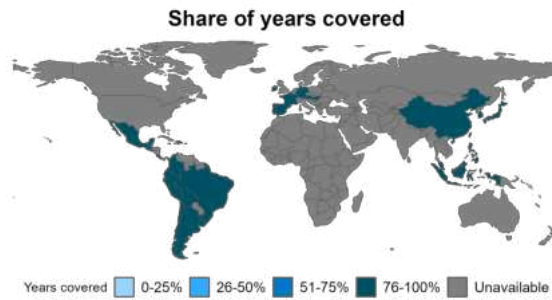 Share of years covered
Years covered 0-25% 26-50% 51-75% 76-100% Unavailable